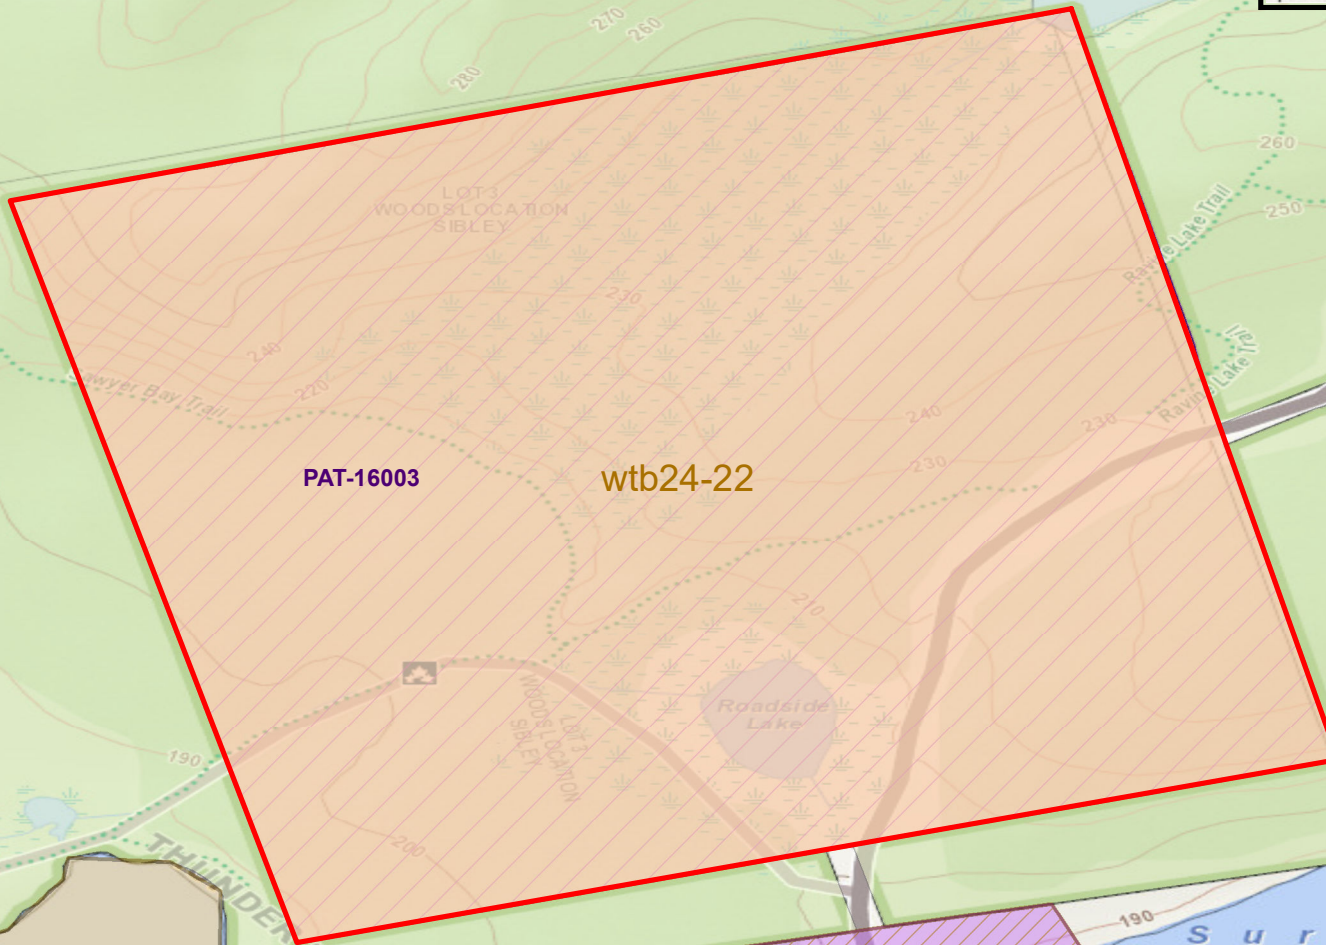 270
260
280
260
250
LOT 3
WOODS LOCATION
SIBLEY
Ravine Lake Trail
230
240
220
Sawyer Bay Trail
Ravine Lake Trail
240
230
230
PAT-16003
wtb24-22
210
Roadside
Lake
LOT 3
WOODS LOCATION
SIBLEY
190
200
THUNDER
190
Sur